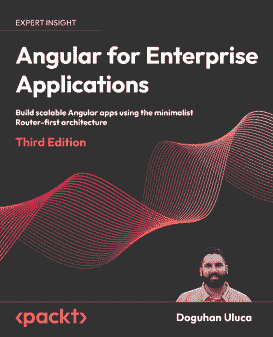 EXPERT INSIGHT
Angular for Enterprise
Applications
Build scalable Angular apps using the minimalist
Router-first architecture
Third Edition
<packt>
Doguhan Uluca